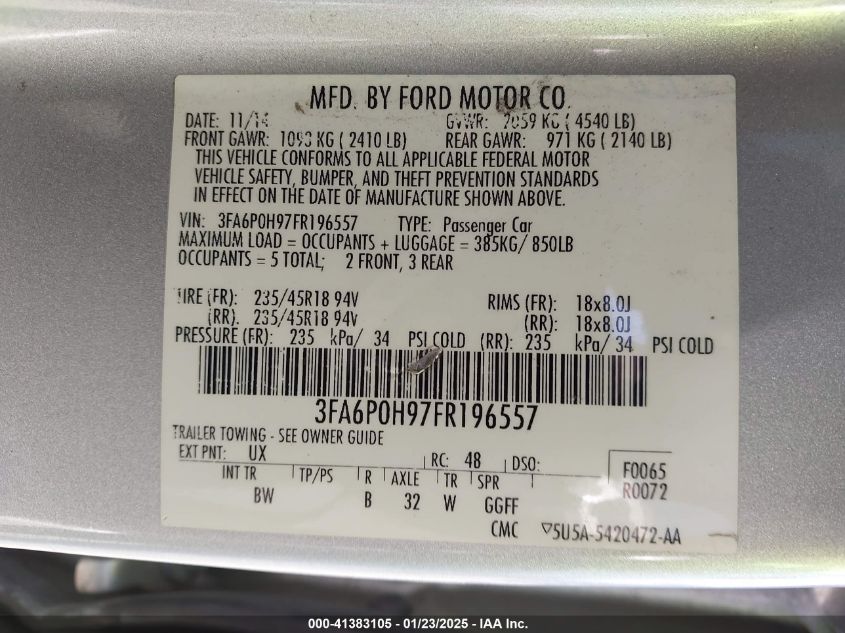 MFD. BY FORD MOTOR CO.
DATE: 11/14 GVWR: 2059 KG ( 4540 LB)
FRONT GAWR: 1093 KG ( 2410 LB) REAR GAWR: 971 KG ( 2140 LB)
THIS VEHICLE CONFORMS TO ALL APPLICABLE FEDERAL MOTOR
VEHICLE SAFETY, BUMPER, AND THEFT PREVENTION STANDARDS
IN EFFECT ON THE DATE OF MANUFACTURE SHOWN ABOVE.
VIN: 3FA6P0H97FR196557 TYPE: Passenger Car
MAXIMUM LOAD = OCCUPANTS + LUGGAGE = 385KG/ 850LB
OCCUPANTS = 5 TOTAL; 2 FRONT, 3 REAR
TIRE (FR): 235/45R18 94V RIMS (FR): 18x8.0J
(RR): 235/45R18 94V (RR): 18x8.0J
PRESSURE (FR): 235 kPa/ 34 PSI COLD (RR): 235 kPa/ 34 PSI COLD
3FA6P0H97FR196557
TRAILER TOWING - SEE OWNER GUIDE
EXT PNT: UX RC: 48 DSO: F0065
INT TR TP/PS R AXLE TR SPR R0072
BW B 32 W GGFF
CMC ▽5U5A-5420472-AA
000-41383105 - 01/23/2025 - IAA Inc.